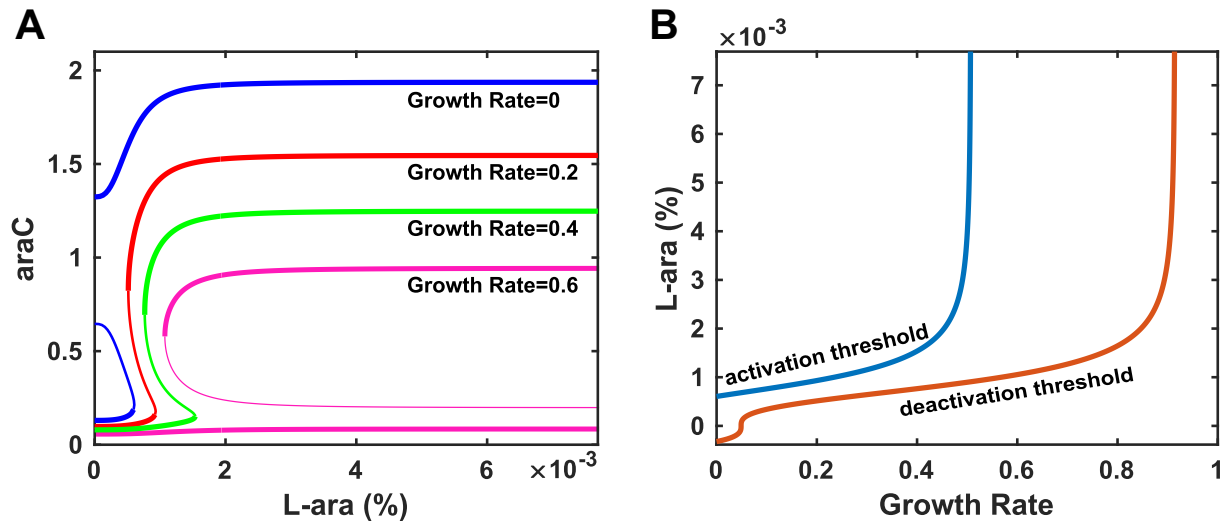 A
2
1.5
1
0.5
0
araC
Growth Rate=0
Growth Rate=0.2
Growth Rate=0.4
Growth Rate=0.6
0
2
4
6
×10⁻³
L-ara (%)
B
×10⁻³
7
6
5
4
3
2
1
0
L-ara (%)
activation threshold
deactivation threshold
0
0.2
0.4
0.6
0.8
1
Growth Rate